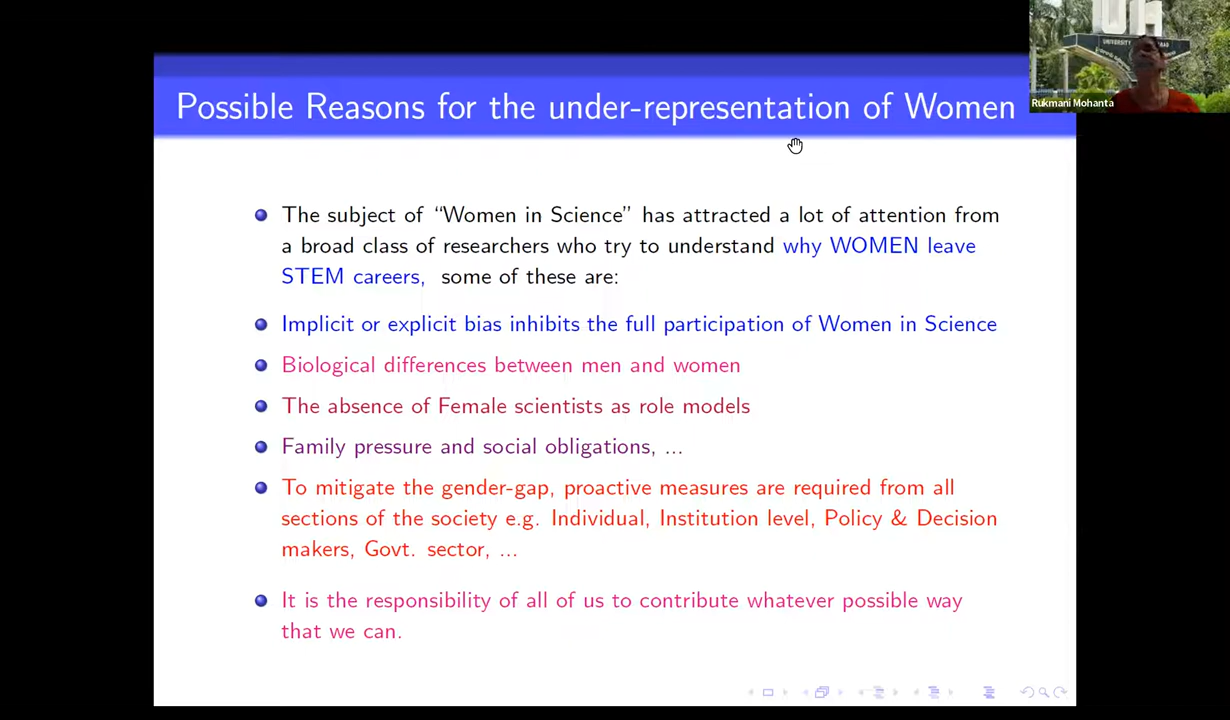 UH
UNIVERSITY
Rukmani Mohanta
Possible Reasons for the under-representation of Women
The subject of “Women in Science” has attracted a lot of attention from
a broad class of researchers who try to understand why WOMEN leave
STEM careers, some of these are:
Implicit or explicit bias inhibits the full participation of Women in Science
Biological differences between men and women
The absence of Female scientists as role models
Family pressure and social obligations, ...
To mitigate the gender-gap, proactive measures are required from all
sections of the society e.g. Individual, Institution level, Policy & Decision
makers, Govt. sector, ...
It is the responsibility of all of us to contribute whatever possible way
that we can.